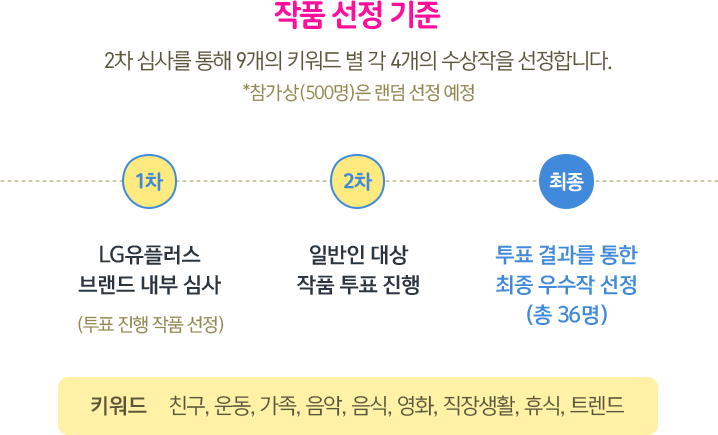 작품 선정 기준
2차 심사를 통해 9개의 키워드 별 각 4개의 수상작을 선정합니다.
*참가상(500명)은 랜덤 선정 예정
1차
2차
최종
LG유플러스
브랜드 내부 심사
(투표 진행 작품 선정)
일반인 대상
작품 투표 진행
투표 결과를 통한
최종 우수작 선정
(총 36명)
키워드 친구, 운동, 가족, 음악, 음식, 영화, 직장생활, 휴식, 트렌드